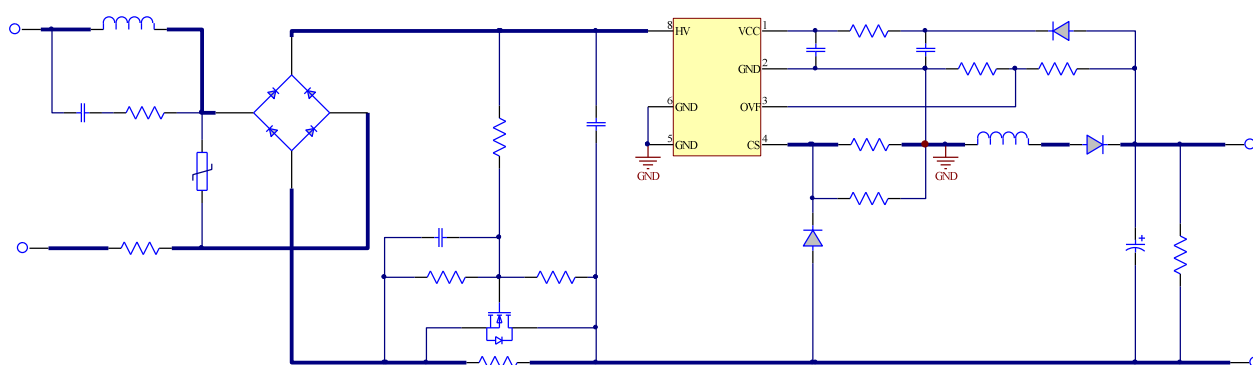 8 HV VCC 1
GND 2
6 GND OVP 3
5 GND CS 4
GND GND
+